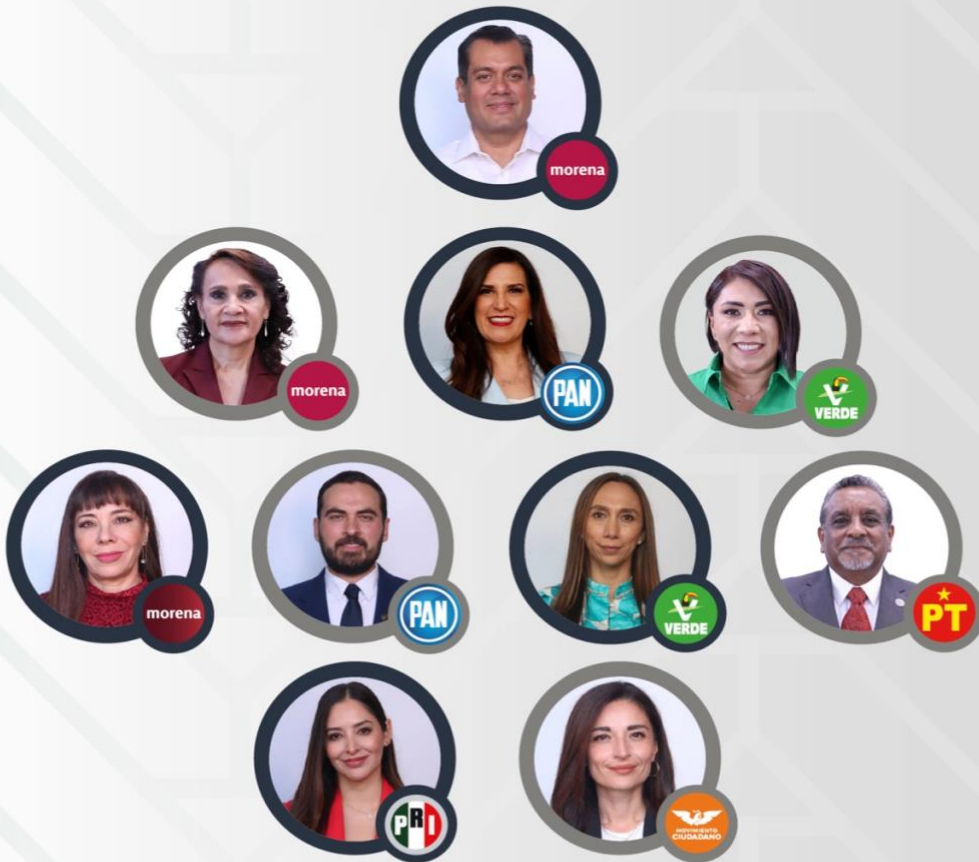 morena
morena
PAN
VERDE
morena
PAN
VERDE
PT
PRI
MOVIMIENTO
CIUDADANO